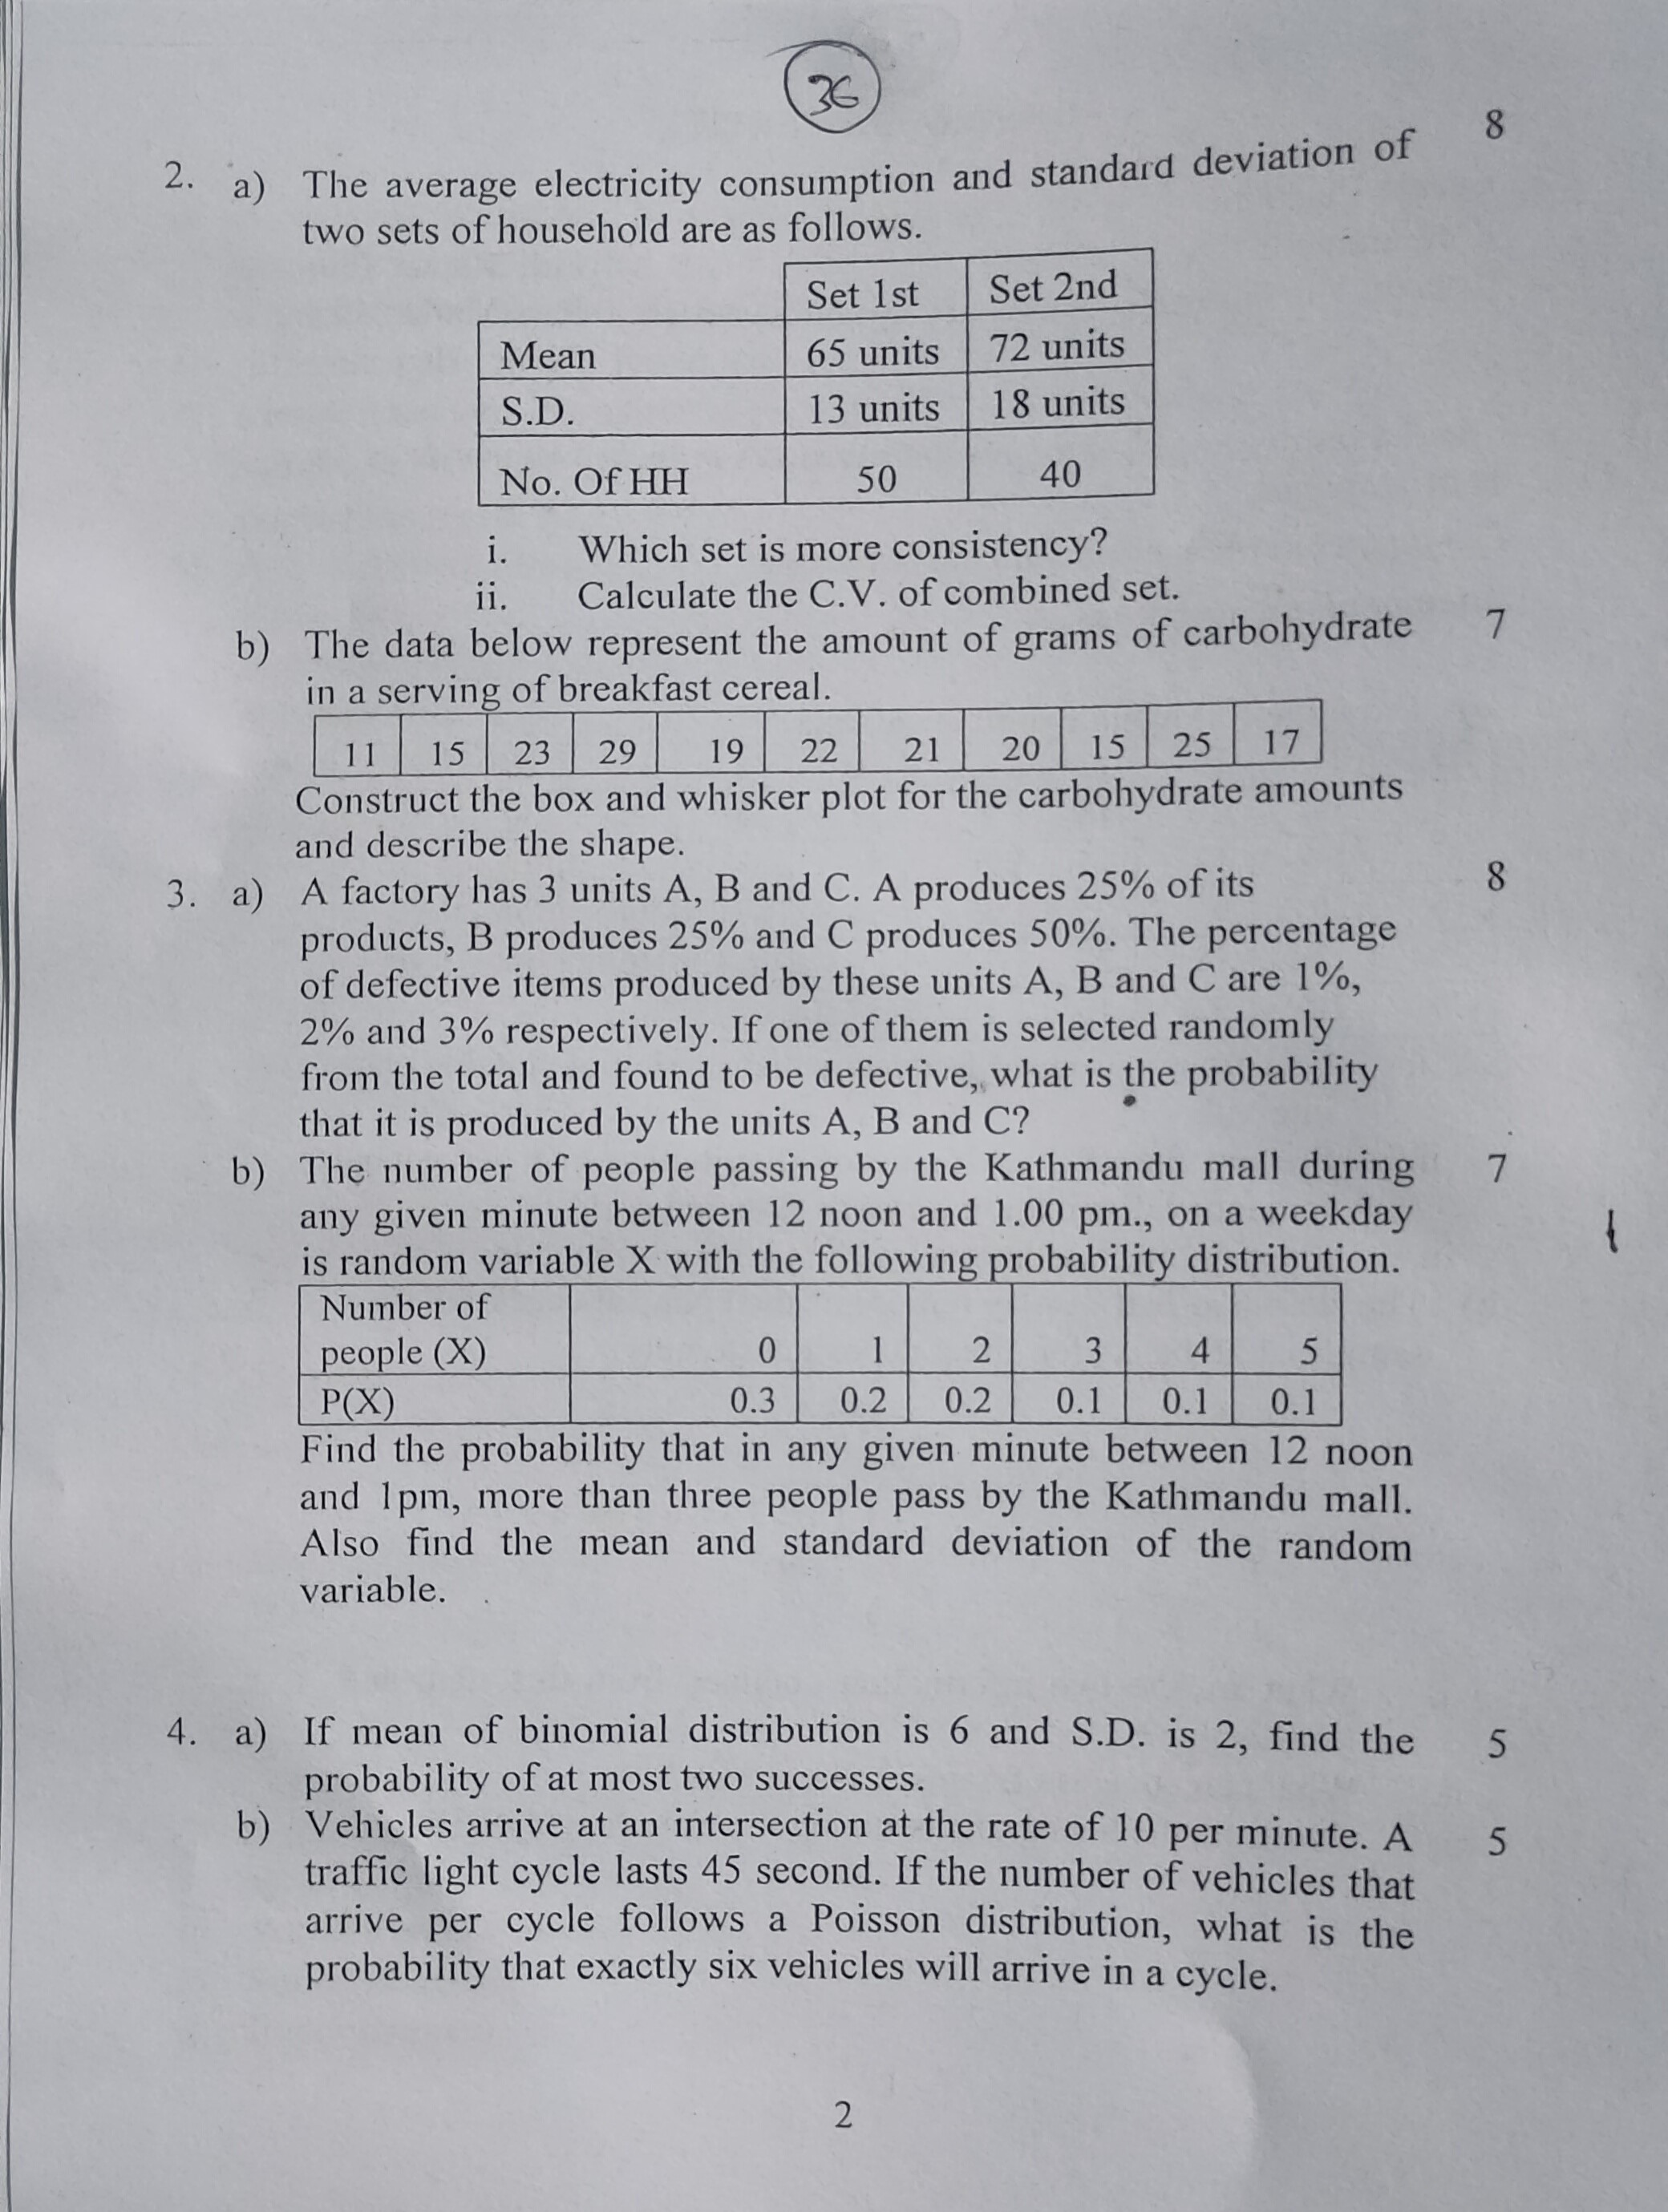 36
8
2. a) The average electricity consumption and standard deviation of
two sets of household are as follows.
Set 1st Set 2nd
Mean 65 units 72 units
S.D. 13 units 18 units
No. Of HH 50 40
i. Which set is more consistency?
ii. Calculate the C.V. of combined set.
b) The data below represent the amount of grams of carbohydrate 7
in a serving of breakfast cereal.
11 15 23 29 19 22 21 20 15 25 17
Construct the box and whisker plot for the carbohydrate amounts
and describe the shape.
3. a) A factory has 3 units A, B and C. A produces 25% of its 8
products, B produces 25% and C produces 50%. The percentage
of defective items produced by these units A, B and C are 1%,
2% and 3% respectively. If one of them is selected randomly
from the total and found to be defective, what is the probability
that it is produced by the units A, B and C?
b) The number of people passing by the Kathmandu mall during 7
any given minute between 12 noon and 1.00 pm., on a weekday
is random variable X with the following probability distribution.
Number of
people (X) 0 1 2 3 4 5
P(X) 0.3 0.2 0.2 0.1 0.1 0.1
Find the probability that in any given minute between 12 noon
and 1pm, more than three people pass by the Kathmandu mall.
Also find the mean and standard deviation of the random
variable.
4. a) If mean of binomial distribution is 6 and S.D. is 2, find the 5
probability of at most two successes.
b) Vehicles arrive at an intersection at the rate of 10 per minute. A 5
traffic light cycle lasts 45 second. If the number of vehicles that
arrive per cycle follows a Poisson distribution, what is the
probability that exactly six vehicles will arrive in a cycle.
2